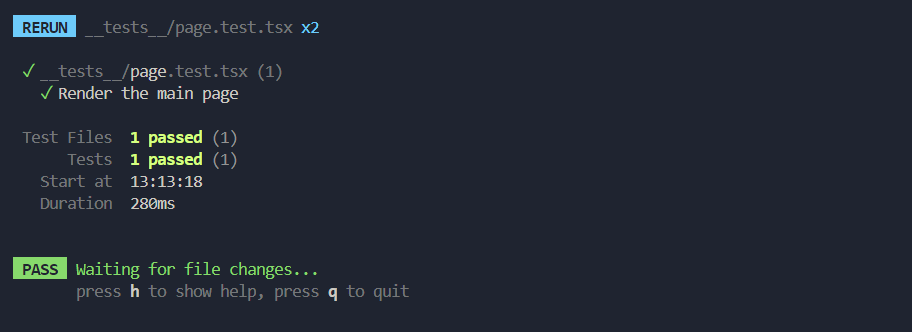 RERUN __tests__/page.test.tsx x2
✓ __tests__/page.test.tsx (1)
✓ Render the main page
Test Files 1 passed (1)
Tests 1 passed (1)
Start at 13:13:18
Duration 280ms
PASS Waiting for file changes...
press h to show help, press q to quit